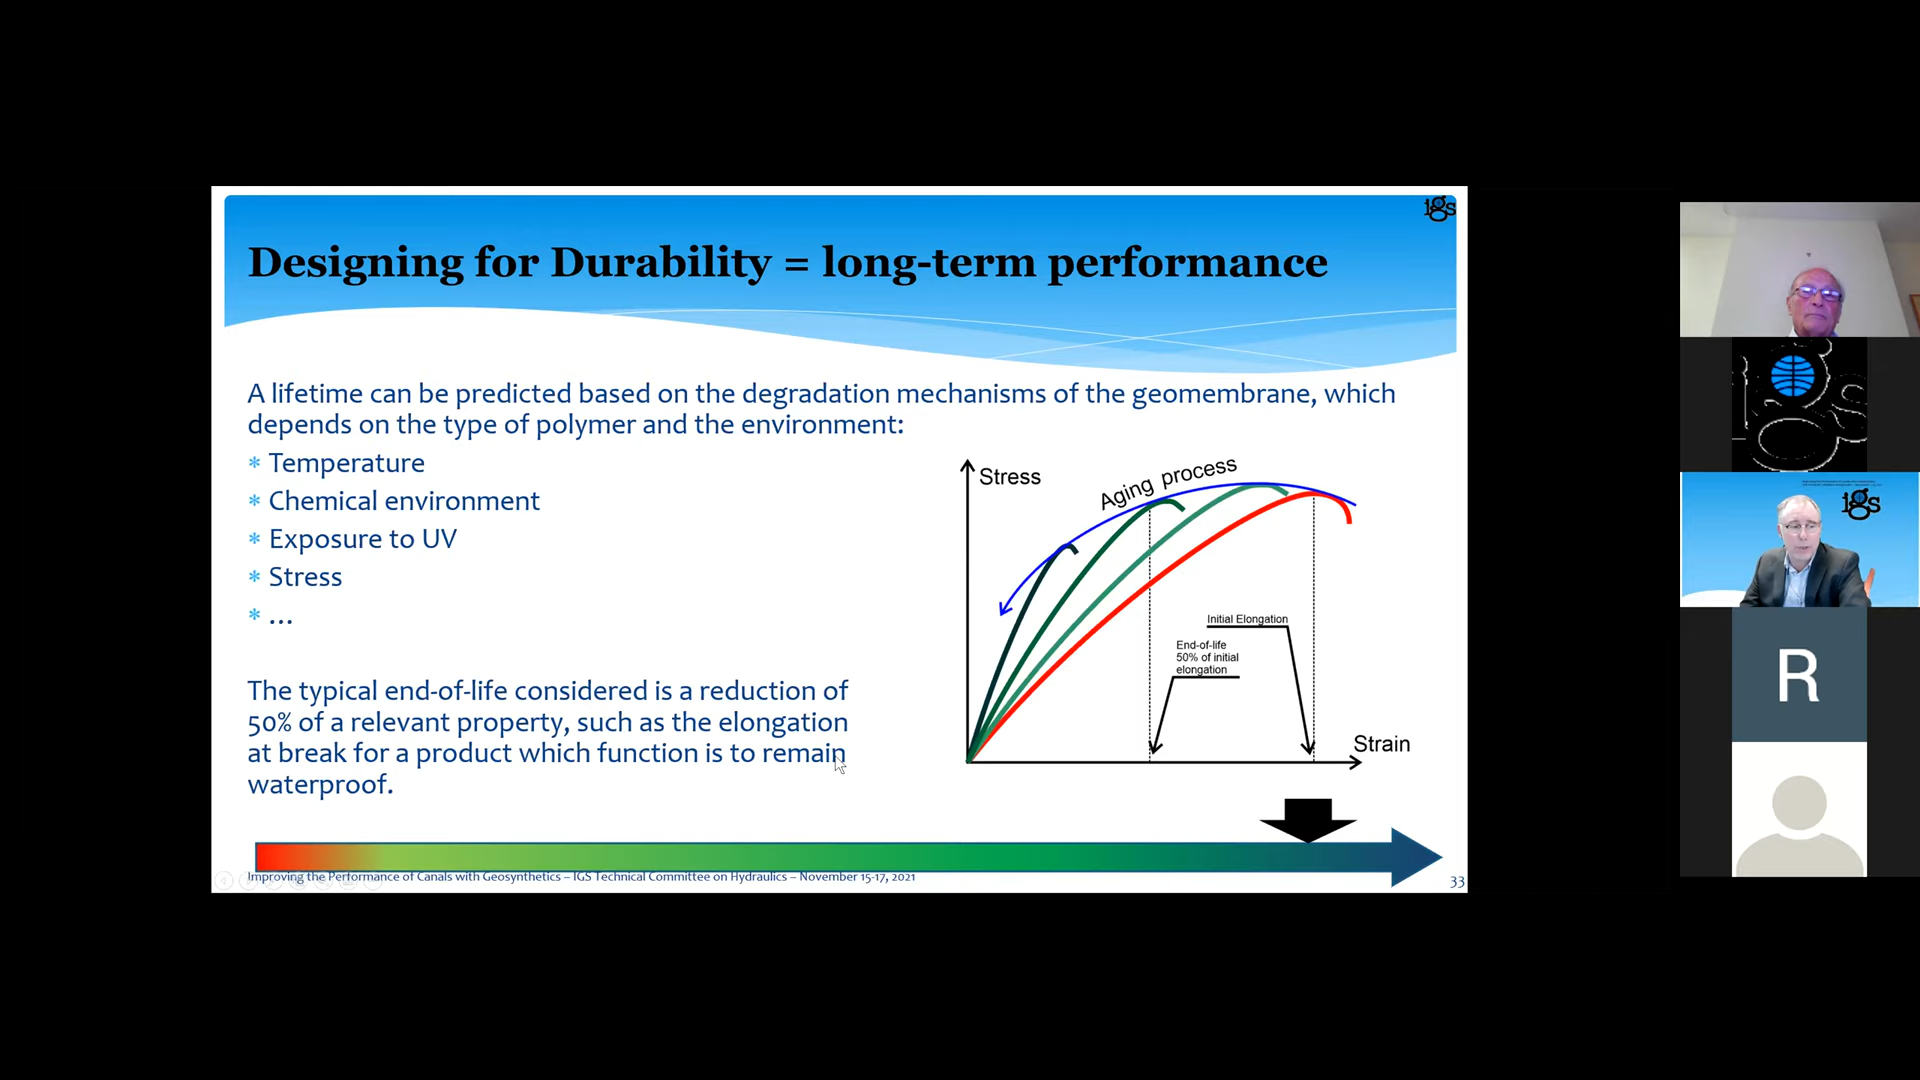 igs
Designing for Durability = long-term performance
A lifetime can be predicted based on the degradation mechanisms of the geomembrane, which
depends on the type of polymer and the environment:
* Temperature
* Chemical environment
* Exposure to UV
* Stress
* ...
The typical end-of-life considered is a reduction of
50% of a relevant property, such as the elongation
at break for a product which function is to remain
waterproof.
Stress
Aging process
Initial Elongation
End-of-life
50% of initial
elongation
Strain
Improving the Performance of Canals with Geosynthetics – IGS Technical Committee on Hydraulics – November 15-17, 2021
33
igs
igs
R